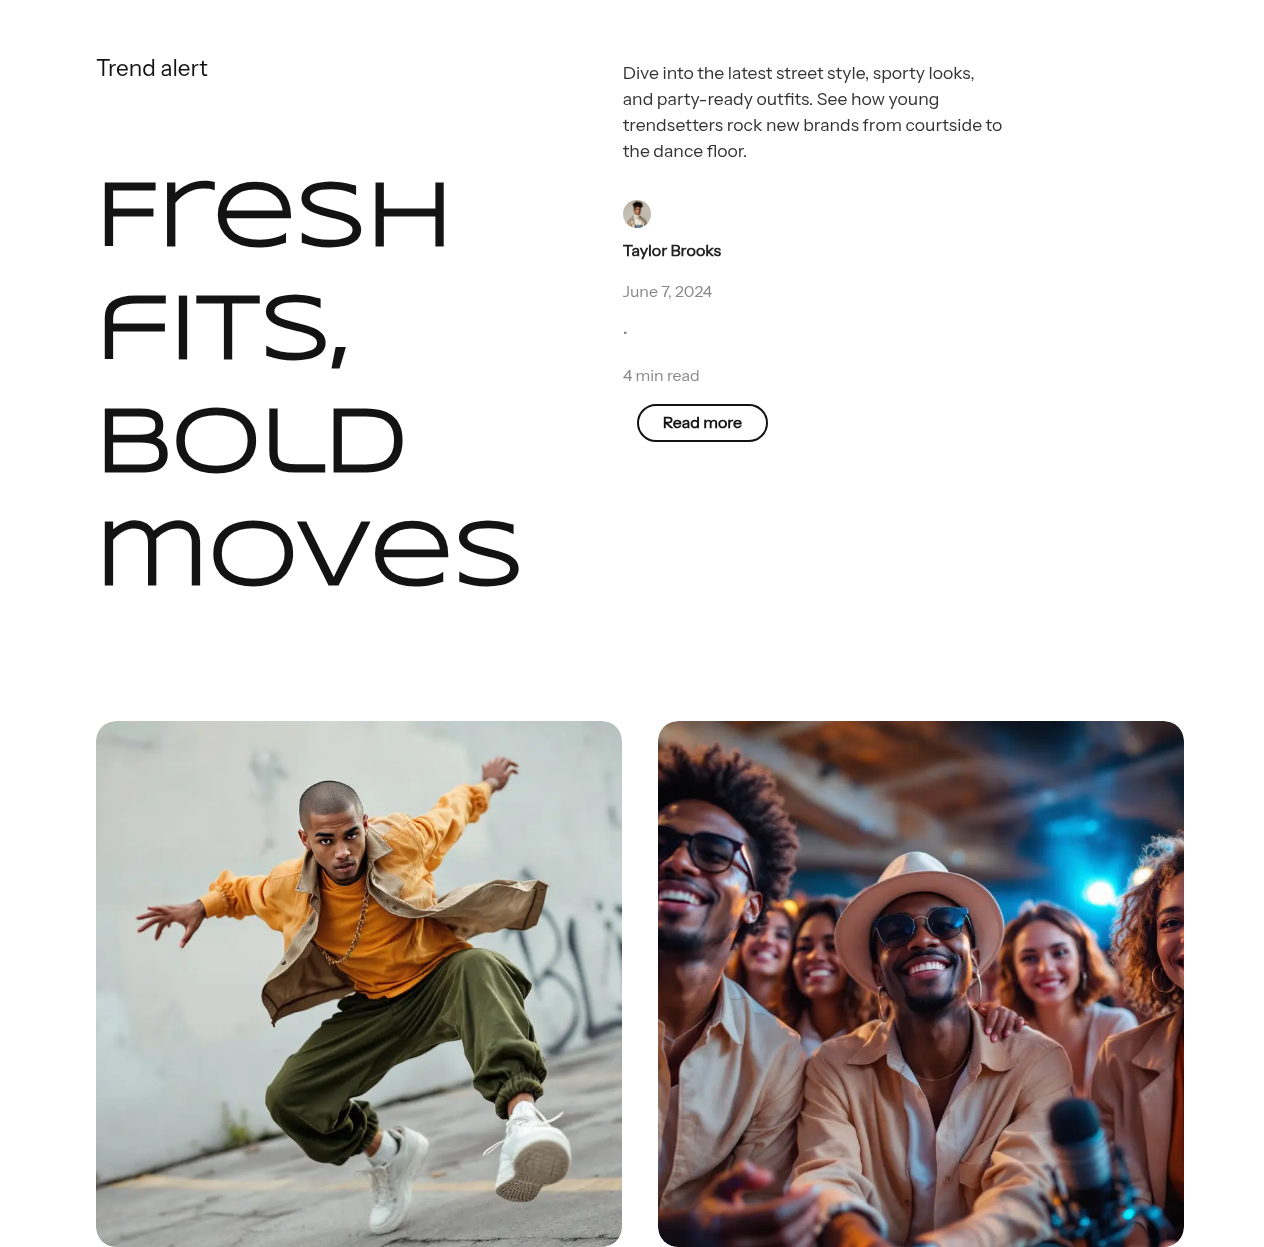 Trend alert
Fresh
Fits,
Bold
moves
Dive into the latest street style, sporty looks,
and party-ready outfits. See how young
trendsetters rock new brands from courtside to
the dance floor.
Taylor Brooks
June 7, 2024
·
4 min read
Read more